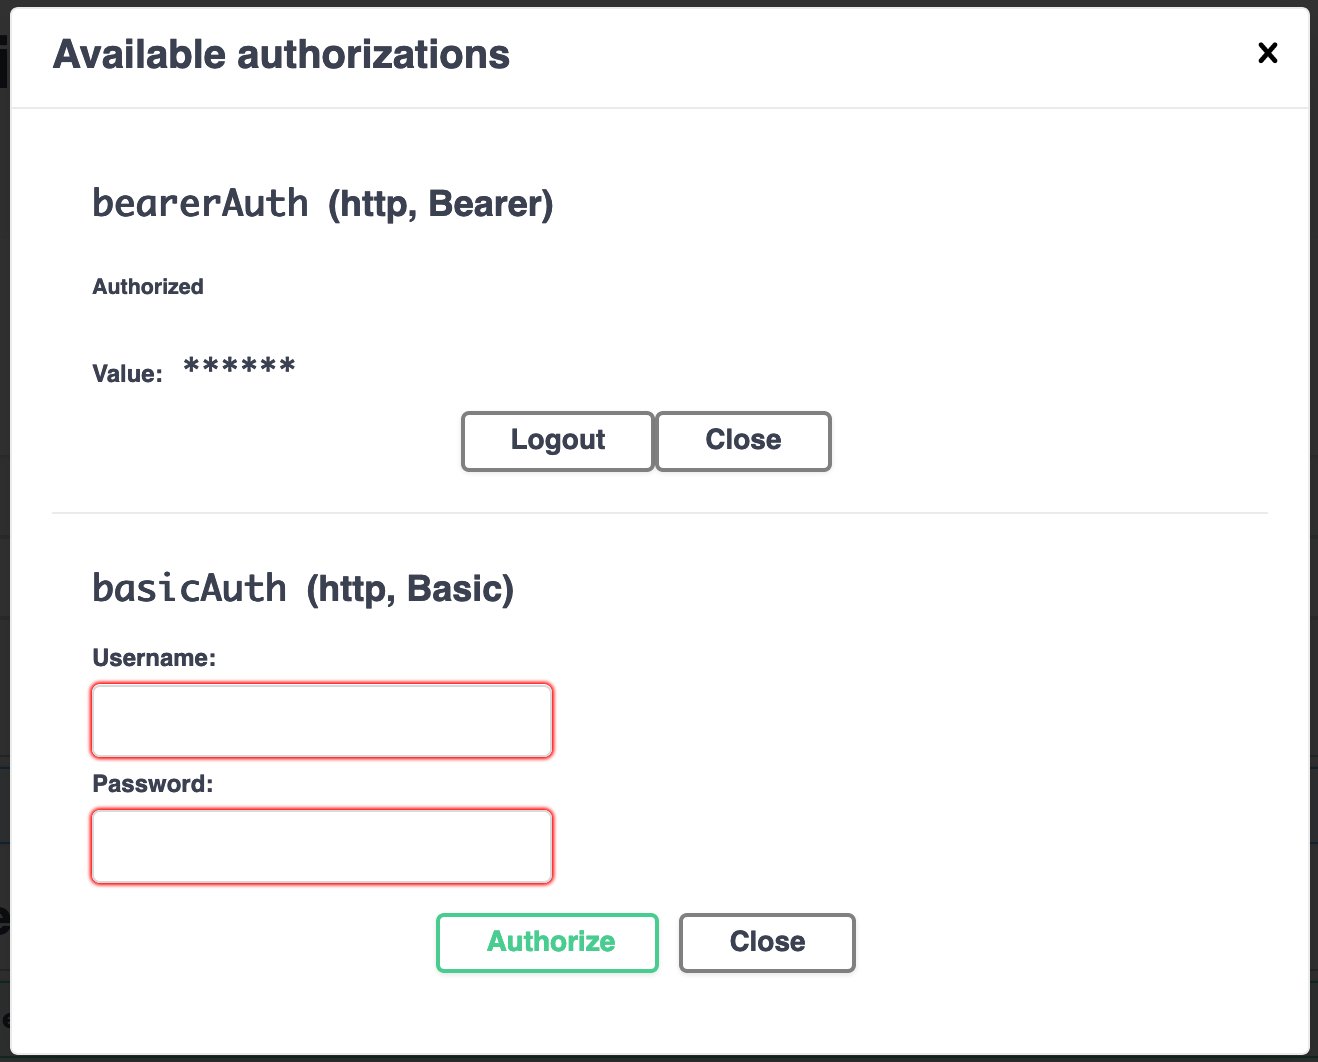 Available authorizations
bearerAuth (http, Bearer)
Authorized
Value: ******
Logout Close
basicAuth (http, Basic)
Username:
Password:
Authorize Close